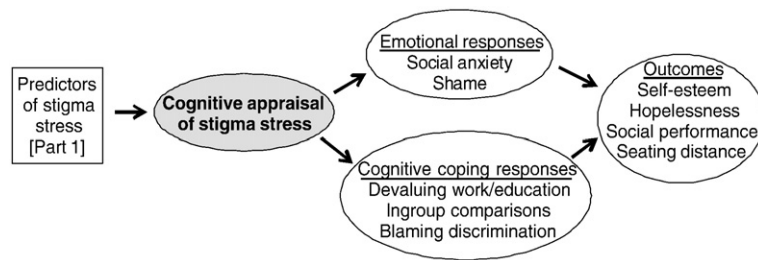 Predictors
of stigma
stress
[Part 1]
Cognitive appraisal
of stigma stress
Emotional responses
Social anxiety
Shame
Cognitive coping responses
Devaluing work/education
Ingroup comparisons
Blaming discrimination
Outcomes
Self-esteem
Hopelessness
Social performance
Seating distance